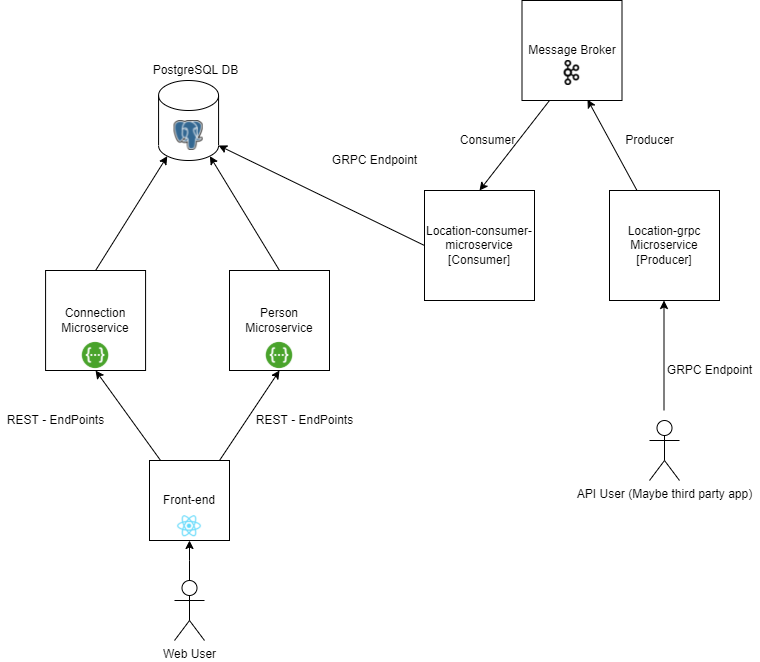 Message Broker
PostgreSQL DB
Consumer
Producer
GRPC Endpoint
Location-consumer-
microservice
[Consumer]
Location-grpc
Microservice
[Producer]
Connection
Microservice
{...}
Person
Microservice
{...}
GRPC Endpoint
REST - EndPoints
REST - EndPoints
Front-end
API User (Maybe third party app)
Web User